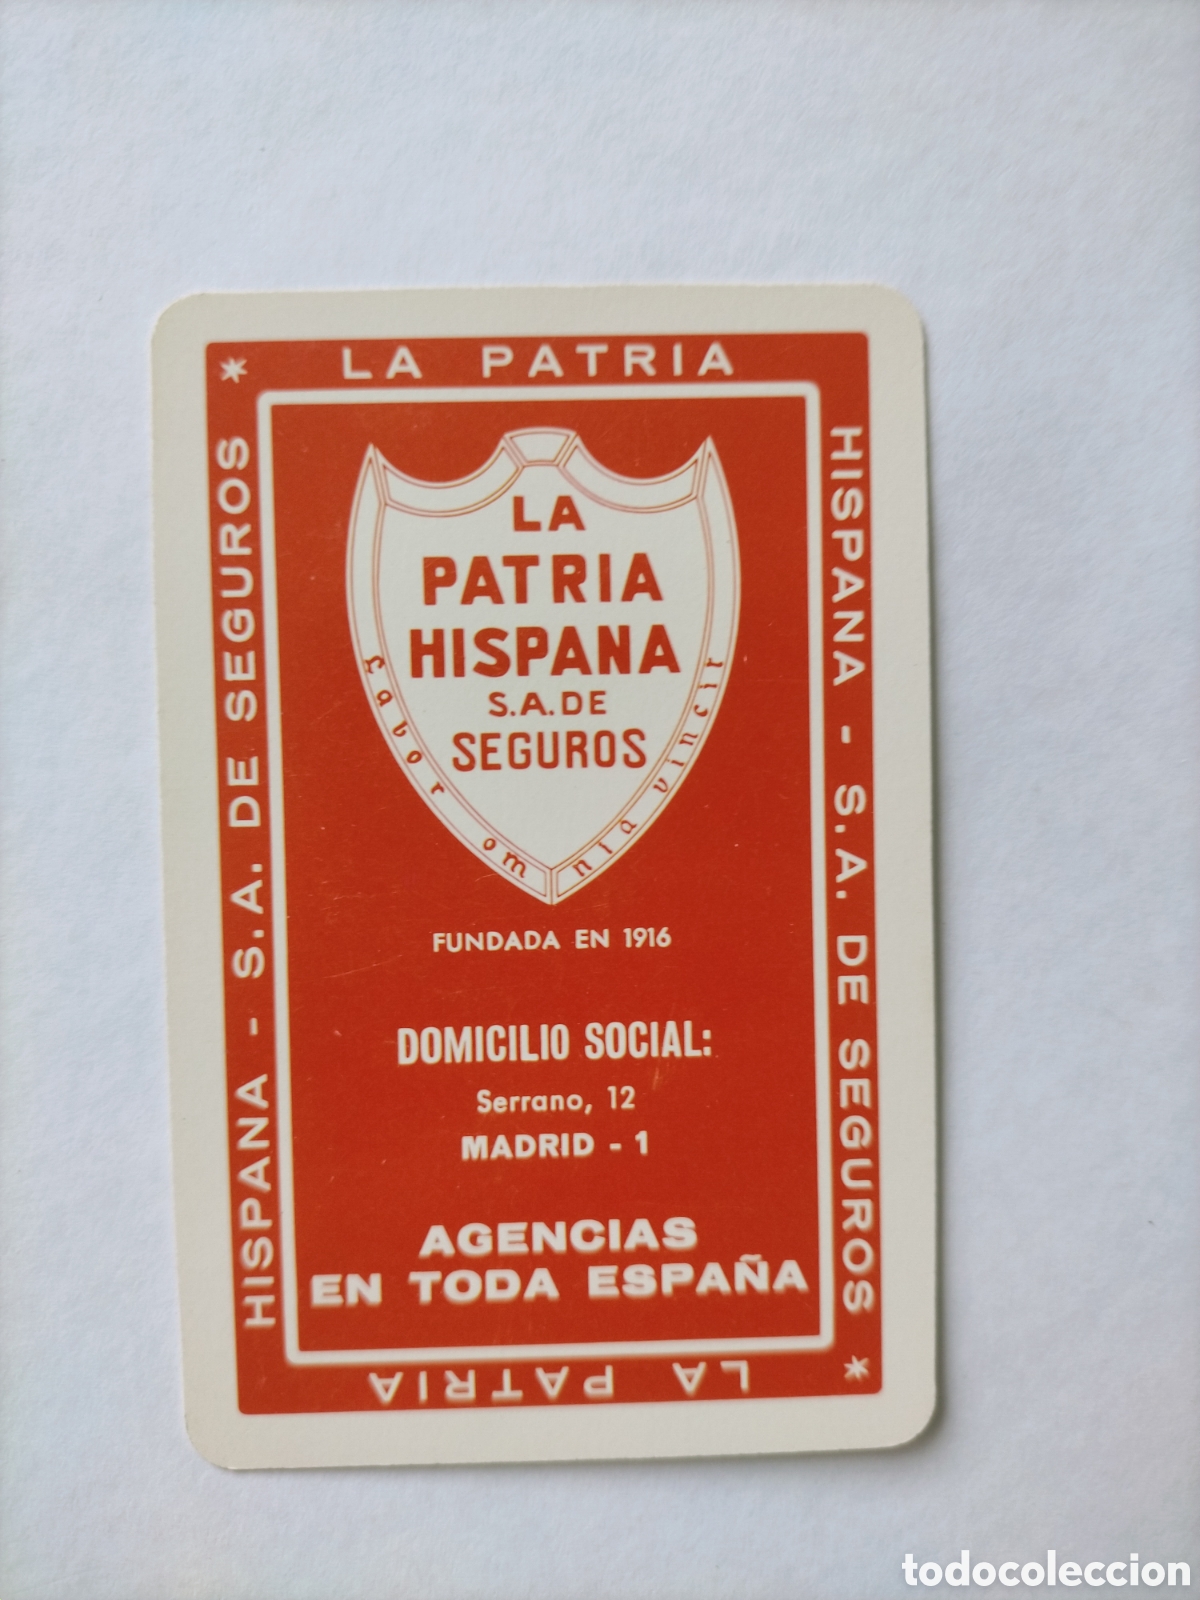 * LA PATRIA
HISPANA - S.A. DE SEGUROS
* LA PATRIA
HISPANA - S.A. DE SEGUROS
LA
PATRIA
HISPANA
S.A. DE
SEGUROS
Labor omnia vincit
FUNDADA EN 1916
DOMICILIO SOCIAL:
Serrano, 12
MADRID - 1
AGENCIAS
EN TODA ESPAÑA
todocoleccion